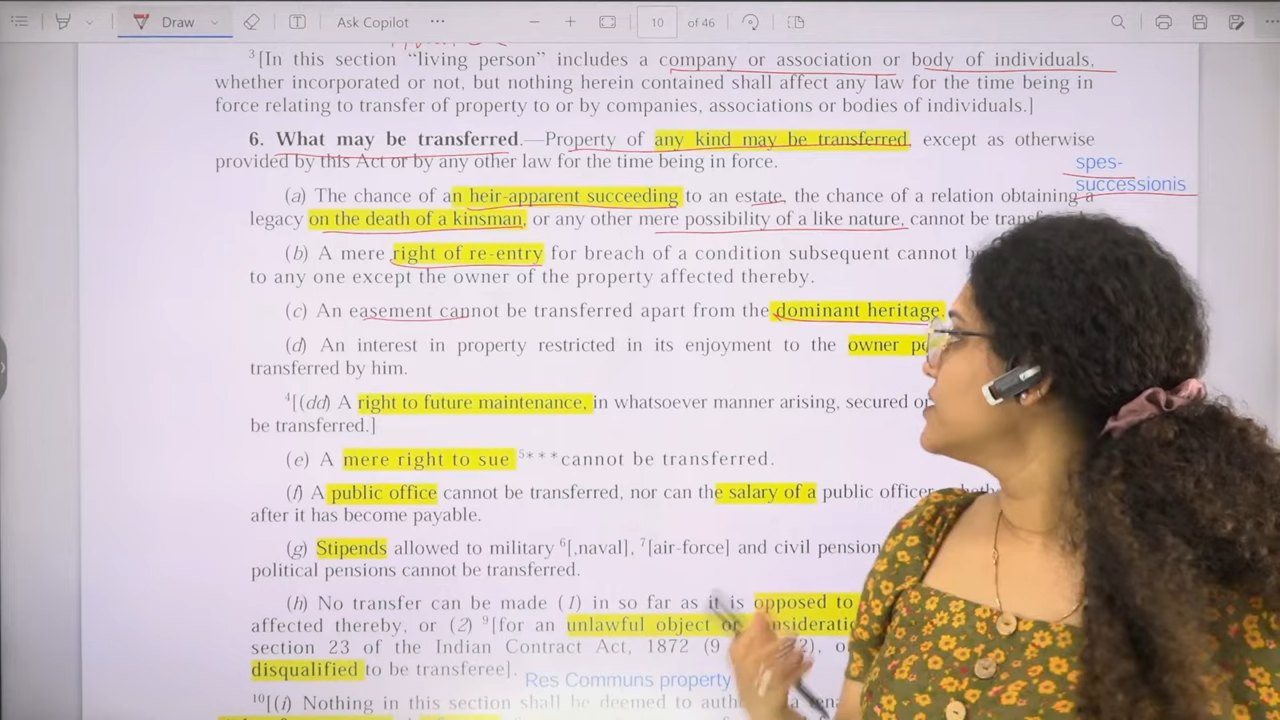 Draw
Ask Copilot
10 of 46
³[In this section “living person” includes a company or association or body of individuals,
whether incorporated or not, but nothing herein contained shall affect any law for the time being in
force relating to transfer of property to or by companies, associations or bodies of individuals.]
6. What may be transferred.—Property of any kind may be transferred, except as otherwise
provided by this Act or by any other law for the time being in force.
spes-
successionis
(a) The chance of an heir-apparent succeeding to an estate, the chance of a relation obtaining a
legacy on the death of a kinsman, or any other mere possibility of a like nature, cannot be
(b) A mere right of re-entry for breach of a condition subsequent cannot
to any one except the owner of the property affected thereby.
(c) An easement cannot be transferred apart from the dominant heritage.
(d) An interest in property restricted in its enjoyment to the owner
transferred by him.
⁴[(dd) A right to future maintenance, in whatsoever manner arising, secured
be transferred.]
(e) A mere right to sue ⁵*** cannot be transferred.
(f) A public office cannot be transferred, nor can the salary of a public officer
after it has become payable.
(g) Stipends allowed to military ⁶[,naval], ⁷[air-force] and civil
political pensions cannot be transferred.
(h) No transfer can be made (1) in so far as it is opposed to
affected thereby, or (2) ⁹[for an unlawful object or
section 23 of the Indian Contract Act, 1872 (9
disqualified to be transferee].
Res Communs property
¹⁰[(i) Nothing in this section shall be deemed to